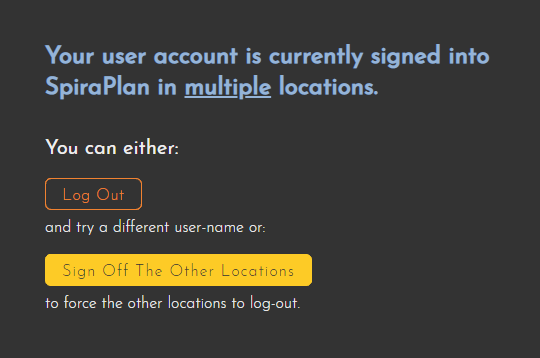 Your user account is currently signed into
SpiraPlan in multiple locations.
You can either:
Log Out
and try a different user-name or:
Sign Off The Other Locations
to force the other locations to log-out.